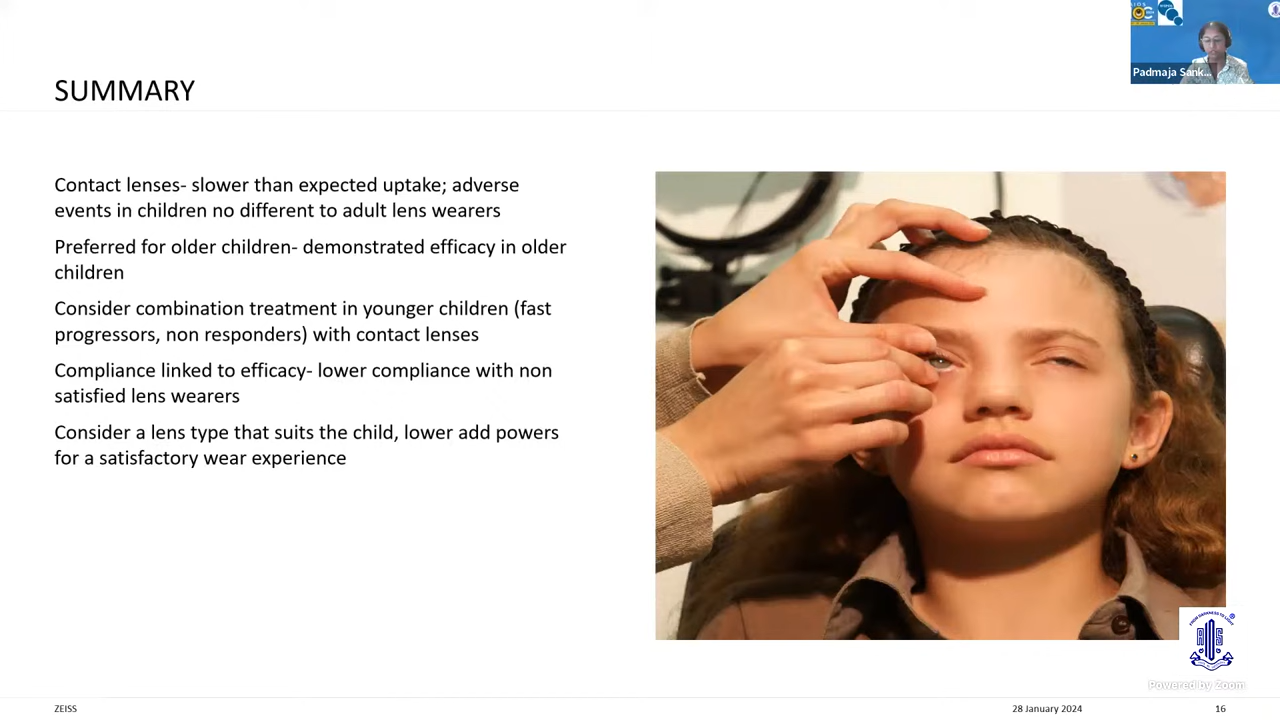 SUMMARY
Padmaja Sank...
Contact lenses- slower than expected uptake; adverse
events in children no different to adult lens wearers
Preferred for older children- demonstrated efficacy in older
children
Consider combination treatment in younger children (fast
progressors, non responders) with contact lenses
Compliance linked to efficacy- lower compliance with non
satisfied lens wearers
Consider a lens type that suits the child, lower add powers
for a satisfactory wear experience
Powered by Zoom
ZEISS
28 January 2024
16